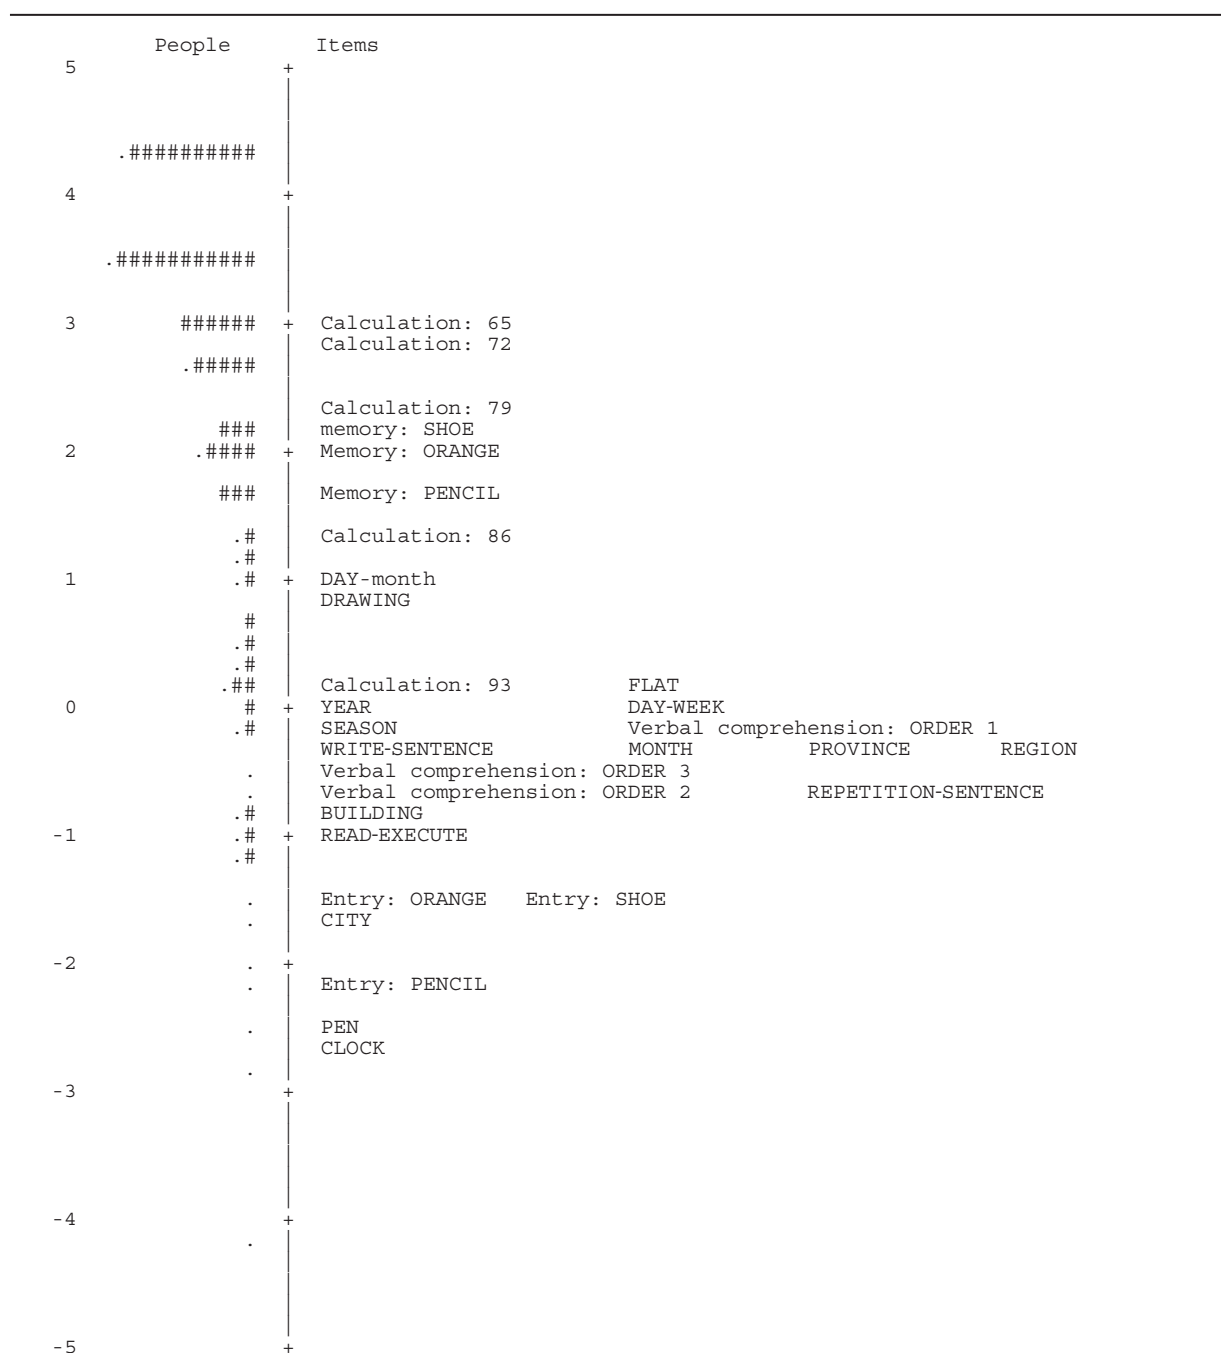 People Items
5 +
.##########
4 +
.###########
3 ###### + Calculation: 65
Calculation: 72
.#####
Calculation: 79
### memory: SHOE
2 .#### + Memory: ORANGE
### Memory: PENCIL
.# Calculation: 86
.#
1 .# + DAY-month
DRAWING
#
.#
.#
.## Calculation: 93 FLAT
0 # + YEAR DAY-WEEK
.# SEASON Verbal comprehension: ORDER 1
WRITE-SENTENCE MONTH PROVINCE REGION
. Verbal comprehension: ORDER 3
. Verbal comprehension: ORDER 2 REPETITION-SENTENCE
.# BUILDING
-1 .# + READ-EXECUTE
.#
. Entry: ORANGE Entry: SHOE
. CITY
-2 . +
. Entry: PENCIL
. PEN
CLOCK
.
-3 +
-4 +
.
-5 +